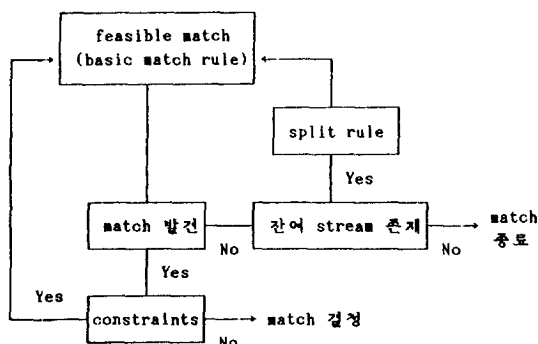 feasible match
(basic match rule)
split rule
Yes
match 발견
No
잔여 stream 존재
No
match
종료
Yes
Yes
constraints
No
match 결정